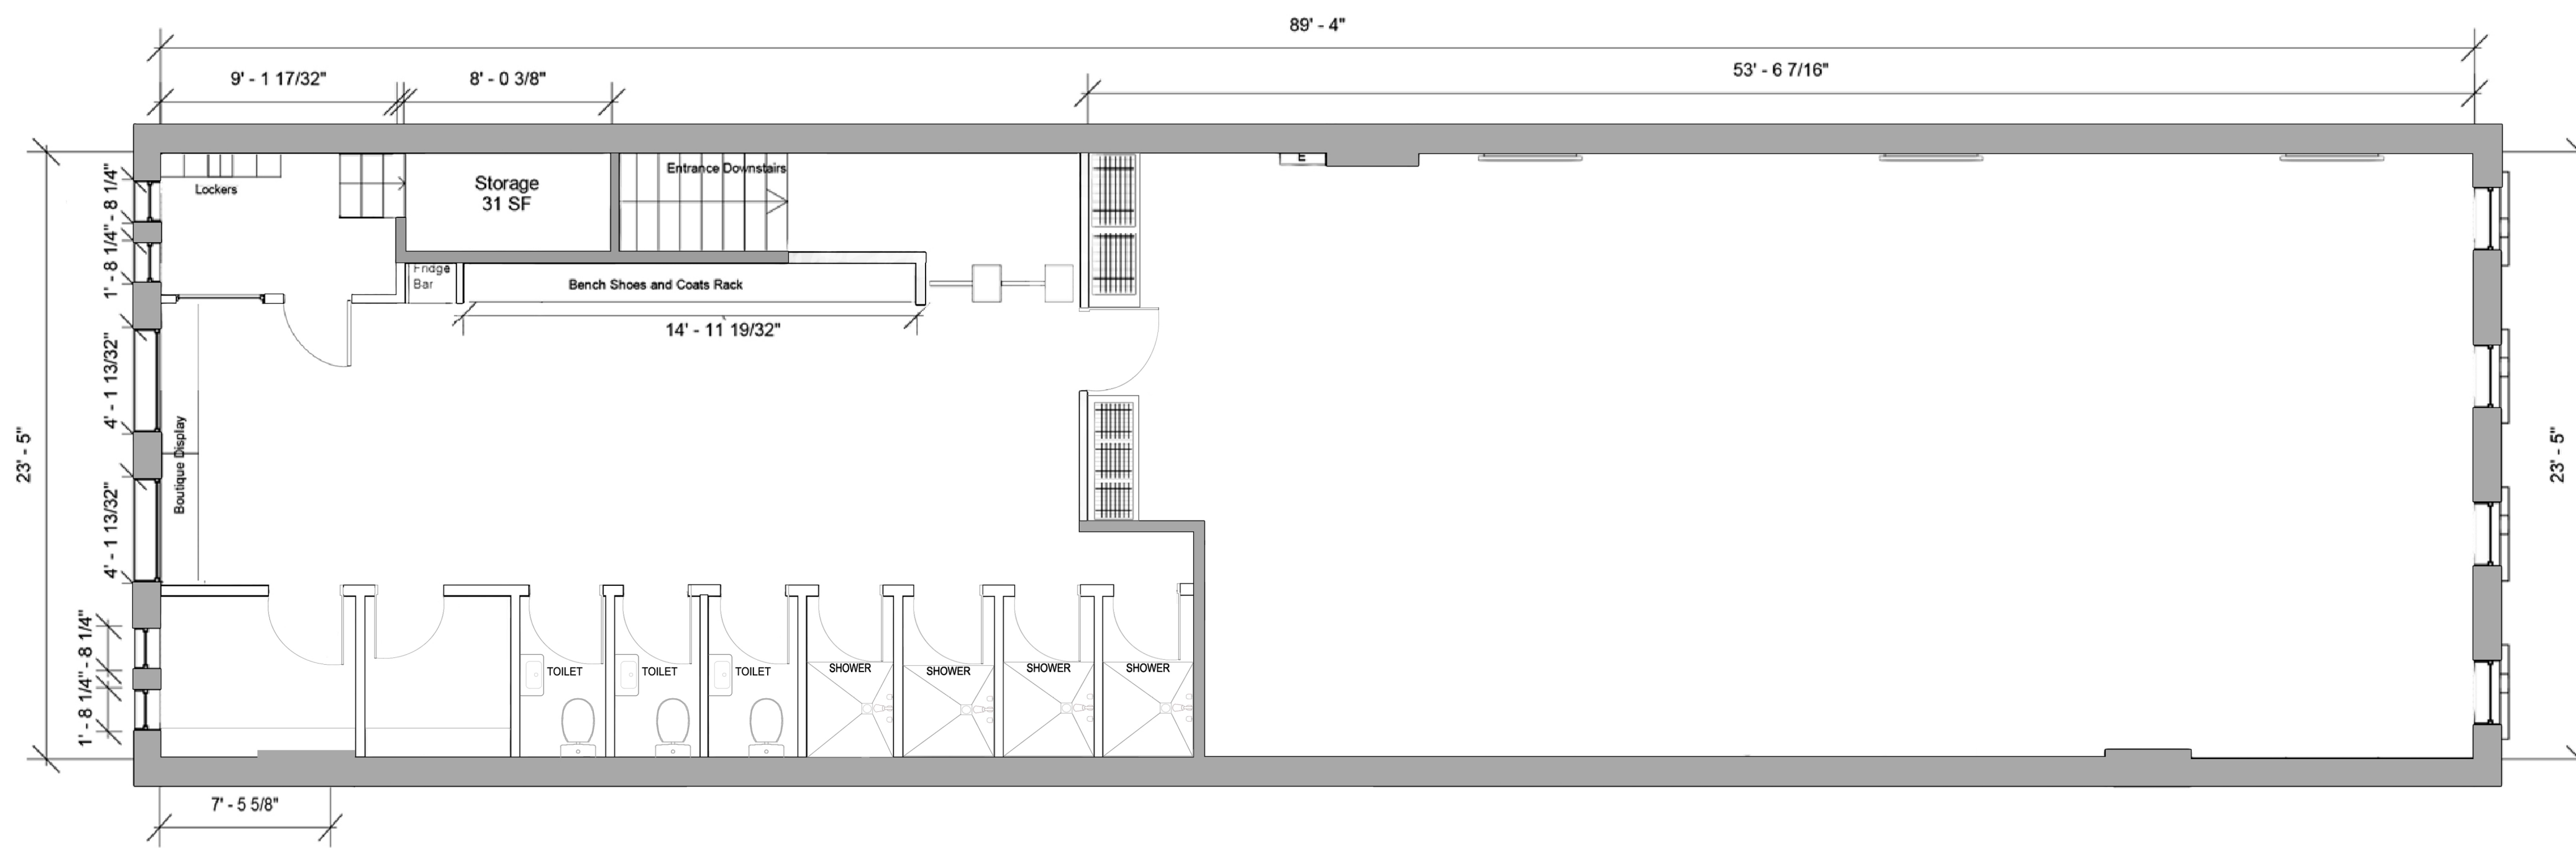 89' - 4"
53' - 6 7/16"
9' - 1 17/32"
8' - 0 3/8"
Entrance Downstairs
E
Storage
31 SF
Lockers
1' - 8 1/4"
1' - 8 1/4"
Fridge
Bar
Bench Shoes and Coats Rack
14' - 11 19/32"
4' - 1 13/32"
23' - 5"
Boutique Display
23' - 5"
4' - 1 13/32"
1' - 8 1/4"
1' - 8 1/4"
TOILET
TOILET
TOILET
SHOWER
SHOWER
SHOWER
SHOWER
7' - 5 5/8"